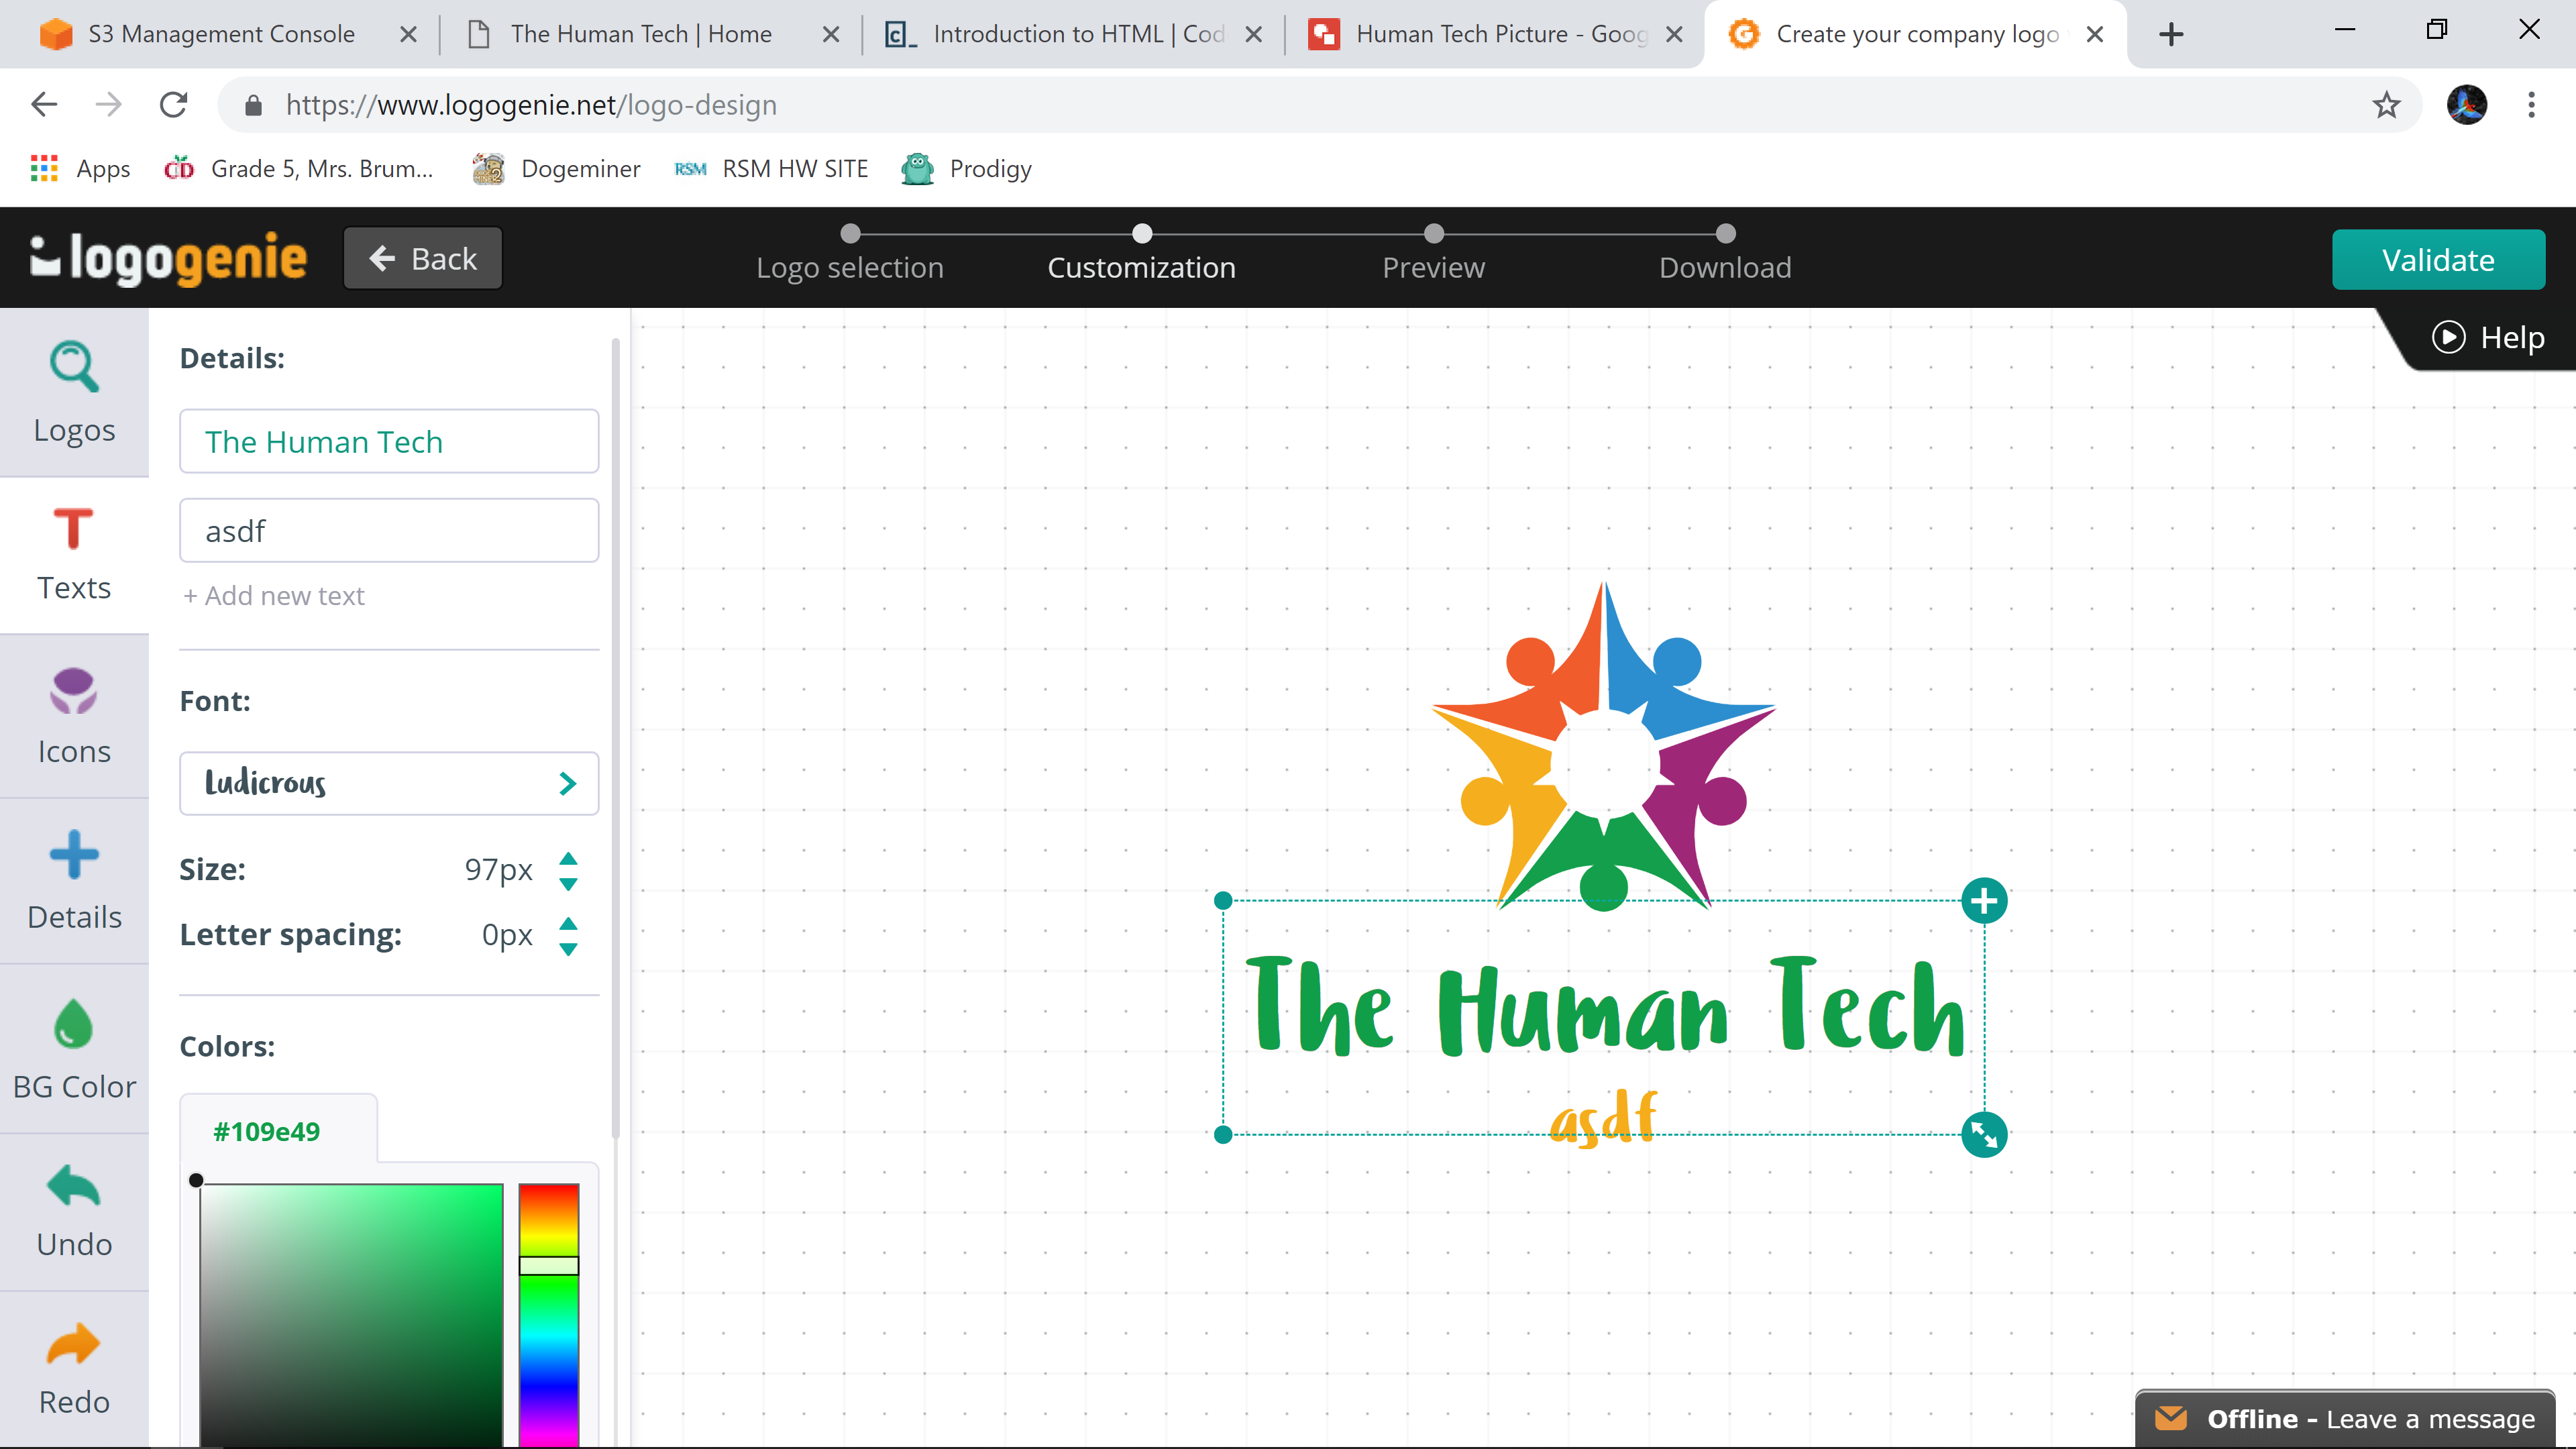 S3 Management Console
The Human Tech | Home
Introduction to HTML | Cod
Human Tech Picture - Goog
Create your company logo
https://www.logogenie.net/logo-design
Apps
Grade 5, Mrs. Brum...
Dogeminer
RSM RSM HW SITE
Prodigy
logogenie
Back
Logo selection
Customization
Preview
Download
Validate
Help
Logos
Texts
Icons
Details
BG Color
Undo
Redo
Details:
The Human Tech
asdf
+ Add new text
Font:
Ludicrous
Size: 97px
Letter spacing: 0px
Colors:
#109e49
The Human Tech
asdf
Offline - Leave a message